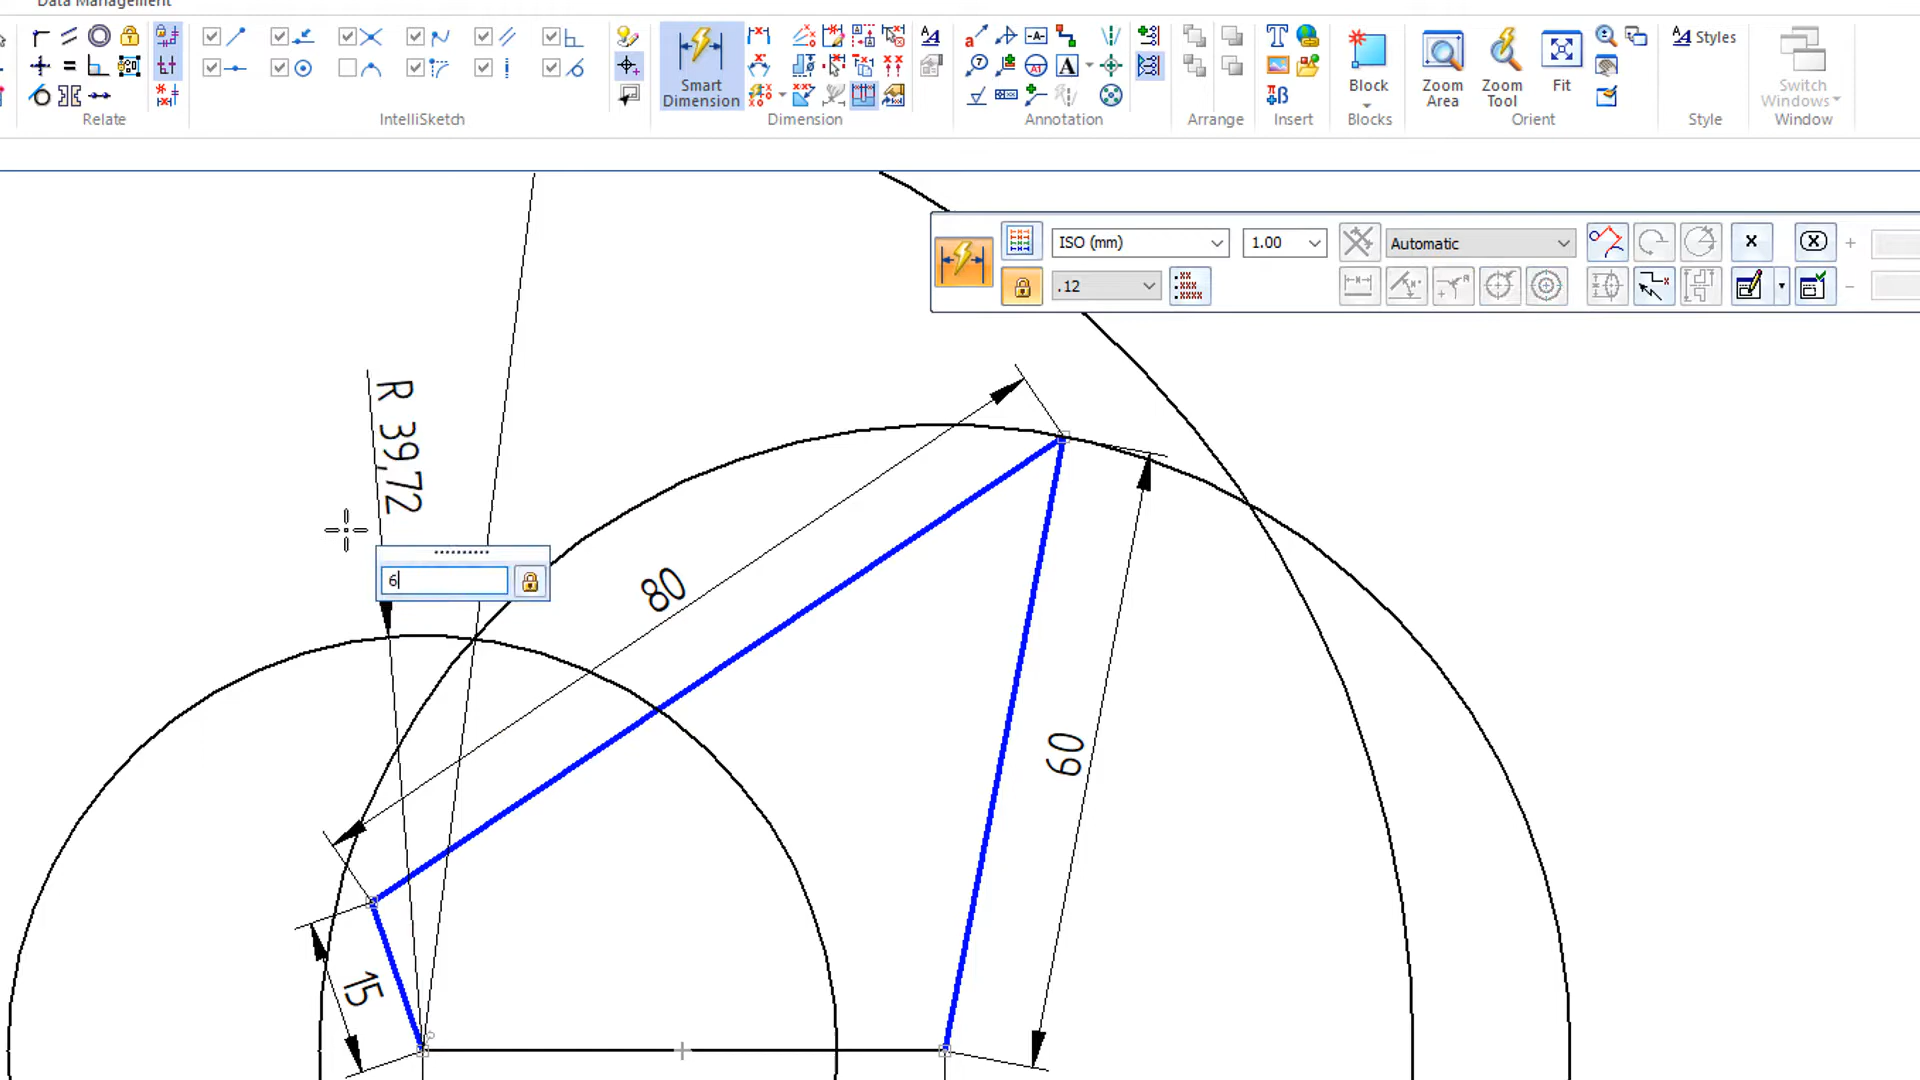 Data Management
Smart
Dimension
Block
Zoom
Area
Zoom
Tool
Fit
Styles
Switch
Windows
Relate
IntelliSketch
Dimension
Annotation
Arrange
Insert
Blocks
Orient
Style
Window
ISO (mm)
1.00
Automatic
.12
R 39,72
6
80
60
15